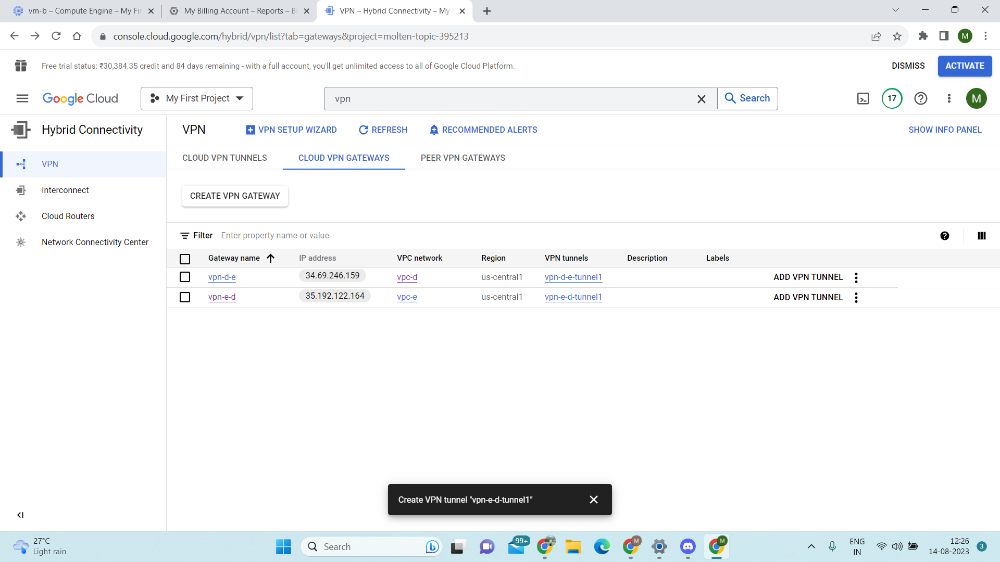 vm-b – Compute Engine – My Fir
My Billing Account – Reports – Bi
VPN – Hybrid Connectivity – My
console.cloud.google.com/hybrid/vpn/list?tab=gateways&project=molten-topic-395213
M
Free trial status: ₹30,384.35 credit and 84 days remaining - with a full account, you'll get unlimited access to all of Google Cloud Platform.
DISMISS
ACTIVATE
Google Cloud
My First Project
vpn
Search
17
M
Hybrid Connectivity
VPN
VPN SETUP WIZARD
REFRESH
RECOMMENDED ALERTS
SHOW INFO PANEL
VPN
Interconnect
Cloud Routers
Network Connectivity Center
CLOUD VPN TUNNELS
CLOUD VPN GATEWAYS
PEER VPN GATEWAYS
CREATE VPN GATEWAY
Filter Enter property name or value
Gateway name IP address VPC network Region VPN tunnels Description Labels
vpn-d-e 34.69.246.159 vpc-d us-central1 vpn-d-e-tunnel1 ADD VPN TUNNEL
vpn-e-d 35.192.122.164 vpc-e us-central1 vpn-e-d-tunnel1 ADD VPN TUNNEL
Create VPN tunnel "vpn-e-d-tunnel1"
27°C
Light rain
Search
99+
M
M
ENG
IN
12:26
14-08-2023
3